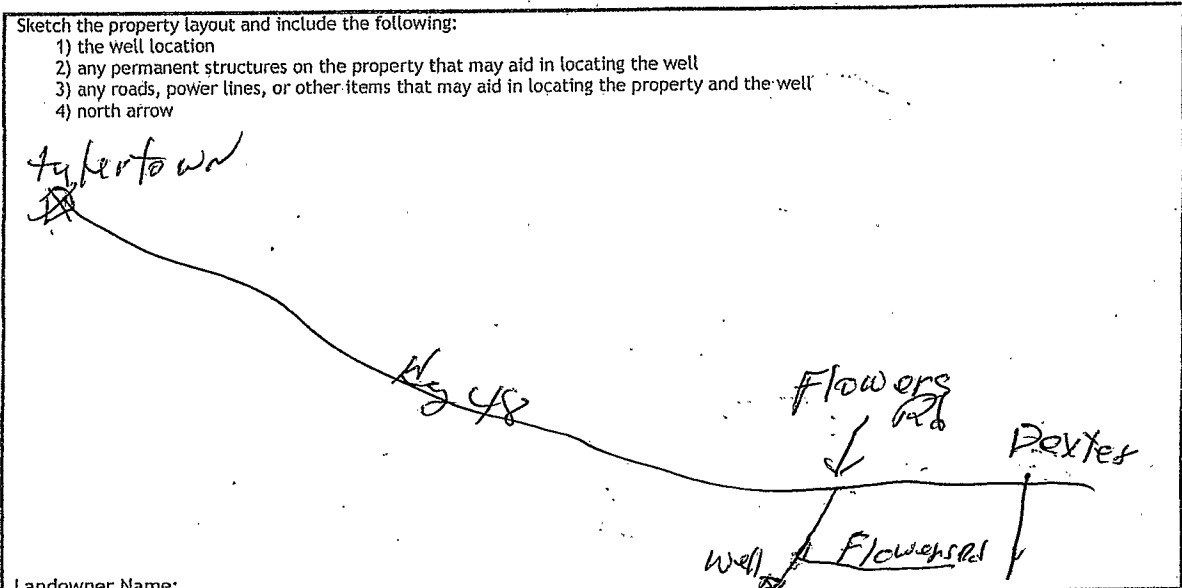 Sketch the property layout and include the following:
1) the well location
2) any permanent structures on the property that may aid in locating the well
3) any roads, power lines, or other items that may aid in locating the property and the well
4) north arrow
tylertown
Hwy 48
Flowers
Rd
Dexter
Well
Flowers Rd
Landowner Name: